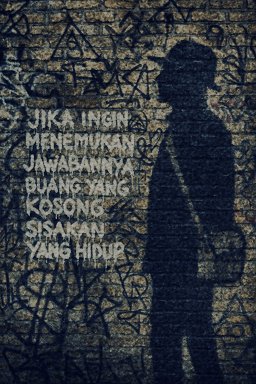 JIKA INGIN
MENEMUKAN
JAWABANNYA
BUANG YANG
KOSONG
SISAKAN
YANG HIDUP